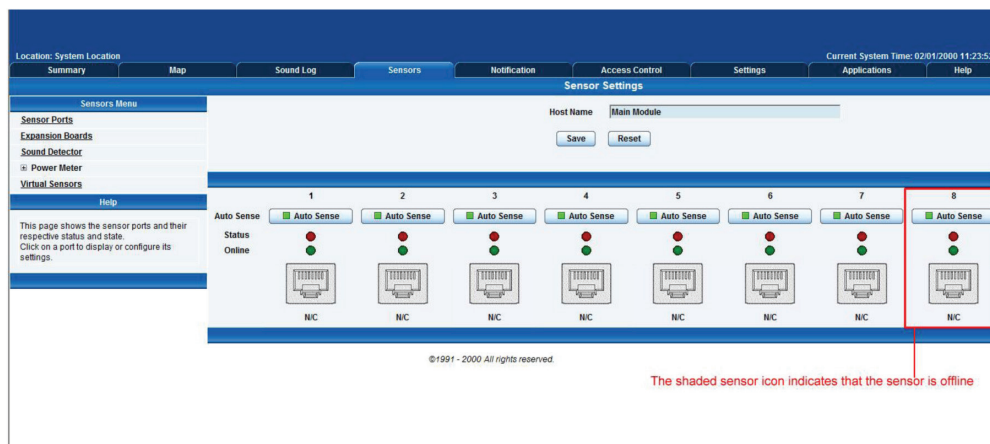 Location: System Location
Current System Time: 02/01/2000 11:23:5
Summary Map Sound Log Sensors Notification Access Control Settings Applications Help
Sensor Settings
Sensors Menu
Sensor Ports
Expansion Boards
Sound Detector
Power Meter
Virtual Sensors
Help
This page shows the sensor ports and their
respective status and state.
Click on a port to display or configure its
settings.
Host Name Main Module
Save Reset
1 2 3 4 5 6 7 8
Auto Sense Auto Sense Auto Sense Auto Sense Auto Sense Auto Sense Auto Sense Auto Sense Auto Sense
Status
Online
N/C N/C N/C N/C N/C N/C N/C N/C
©1991 - 2000 All rights reserved.
The shaded sensor icon indicates that the sensor is offline